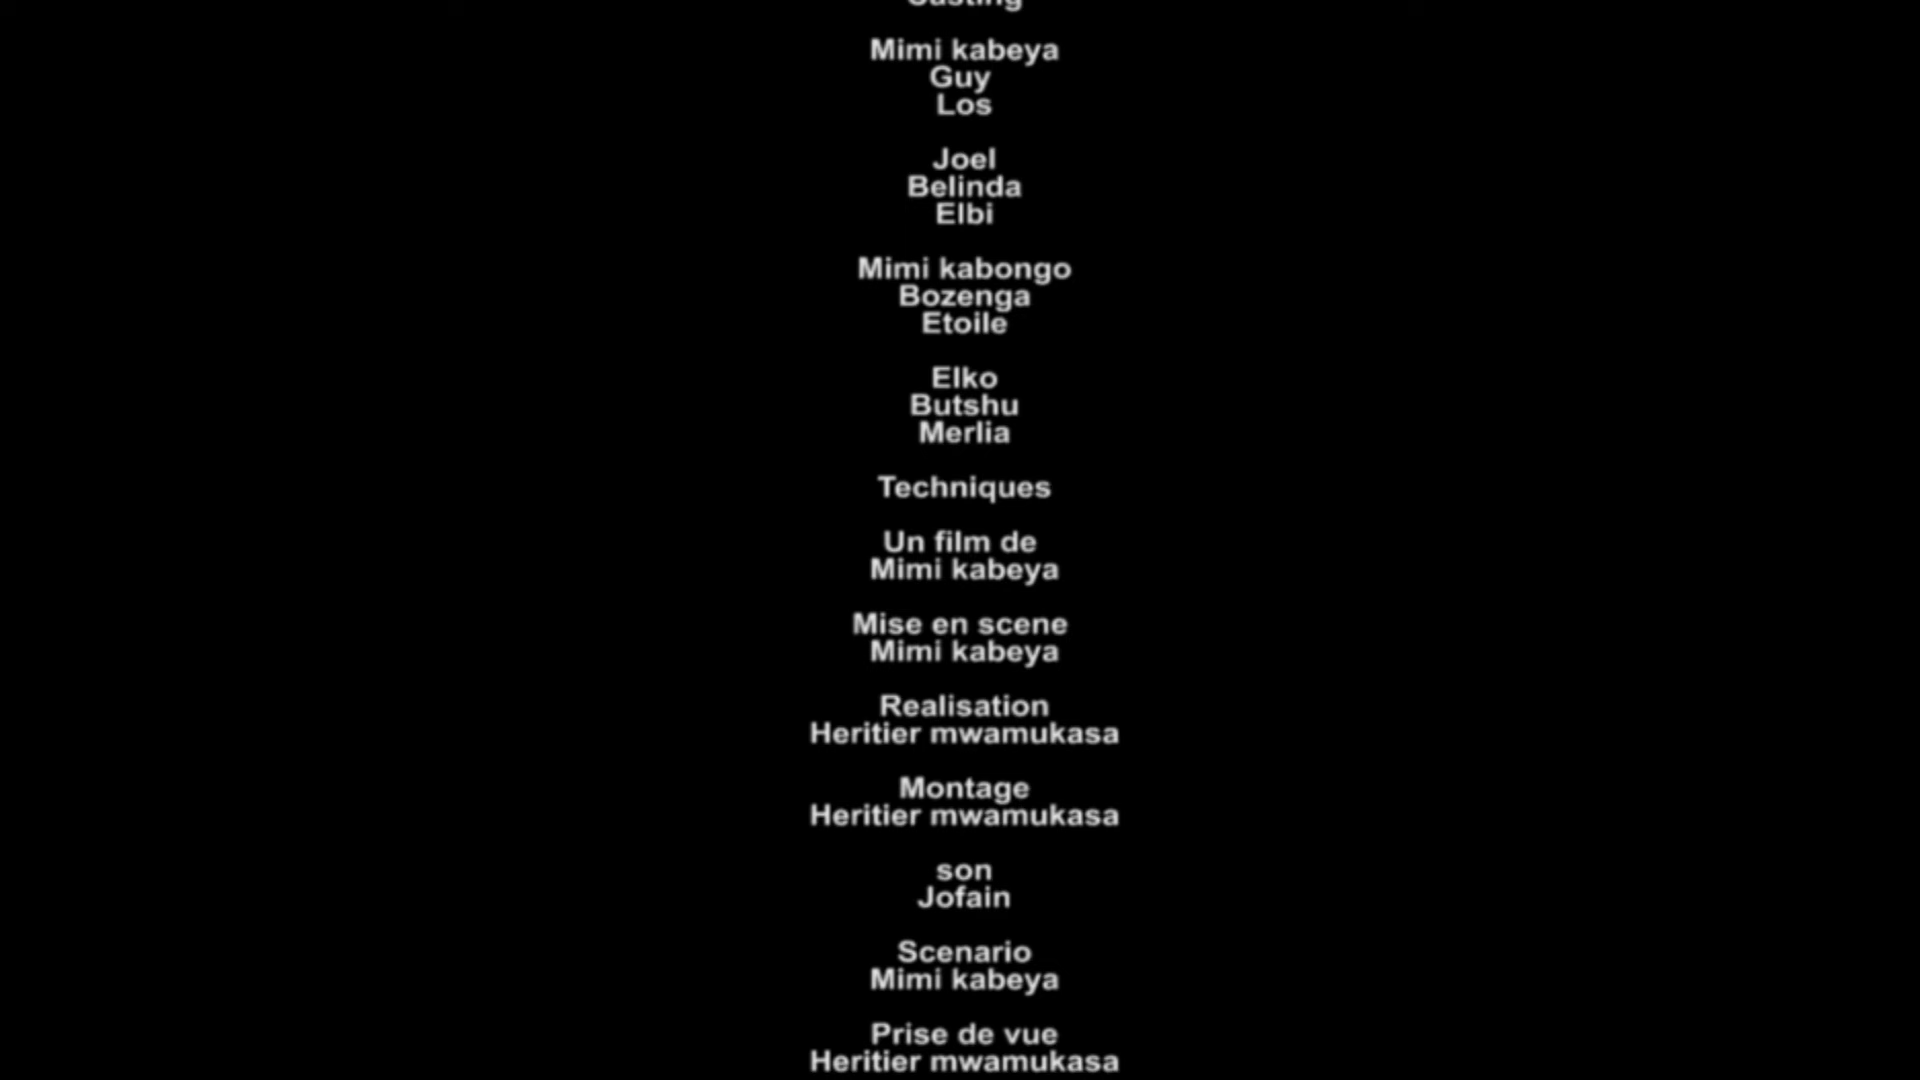 Casting
Mimi kabeya
Guy
Los
Joel
Belinda
Elbi
Mimi kabongo
Bozenga
Etoile
Elko
Butshu
Merlia
Techniques
Un film de
Mimi kabeya
Mise en scene
Mimi kabeya
Realisation
Heritier mwamukasa
Montage
Heritier mwamukasa
son
Jofain
Scenario
Mimi kabeya
Prise de vue
Heritier mwamukasa